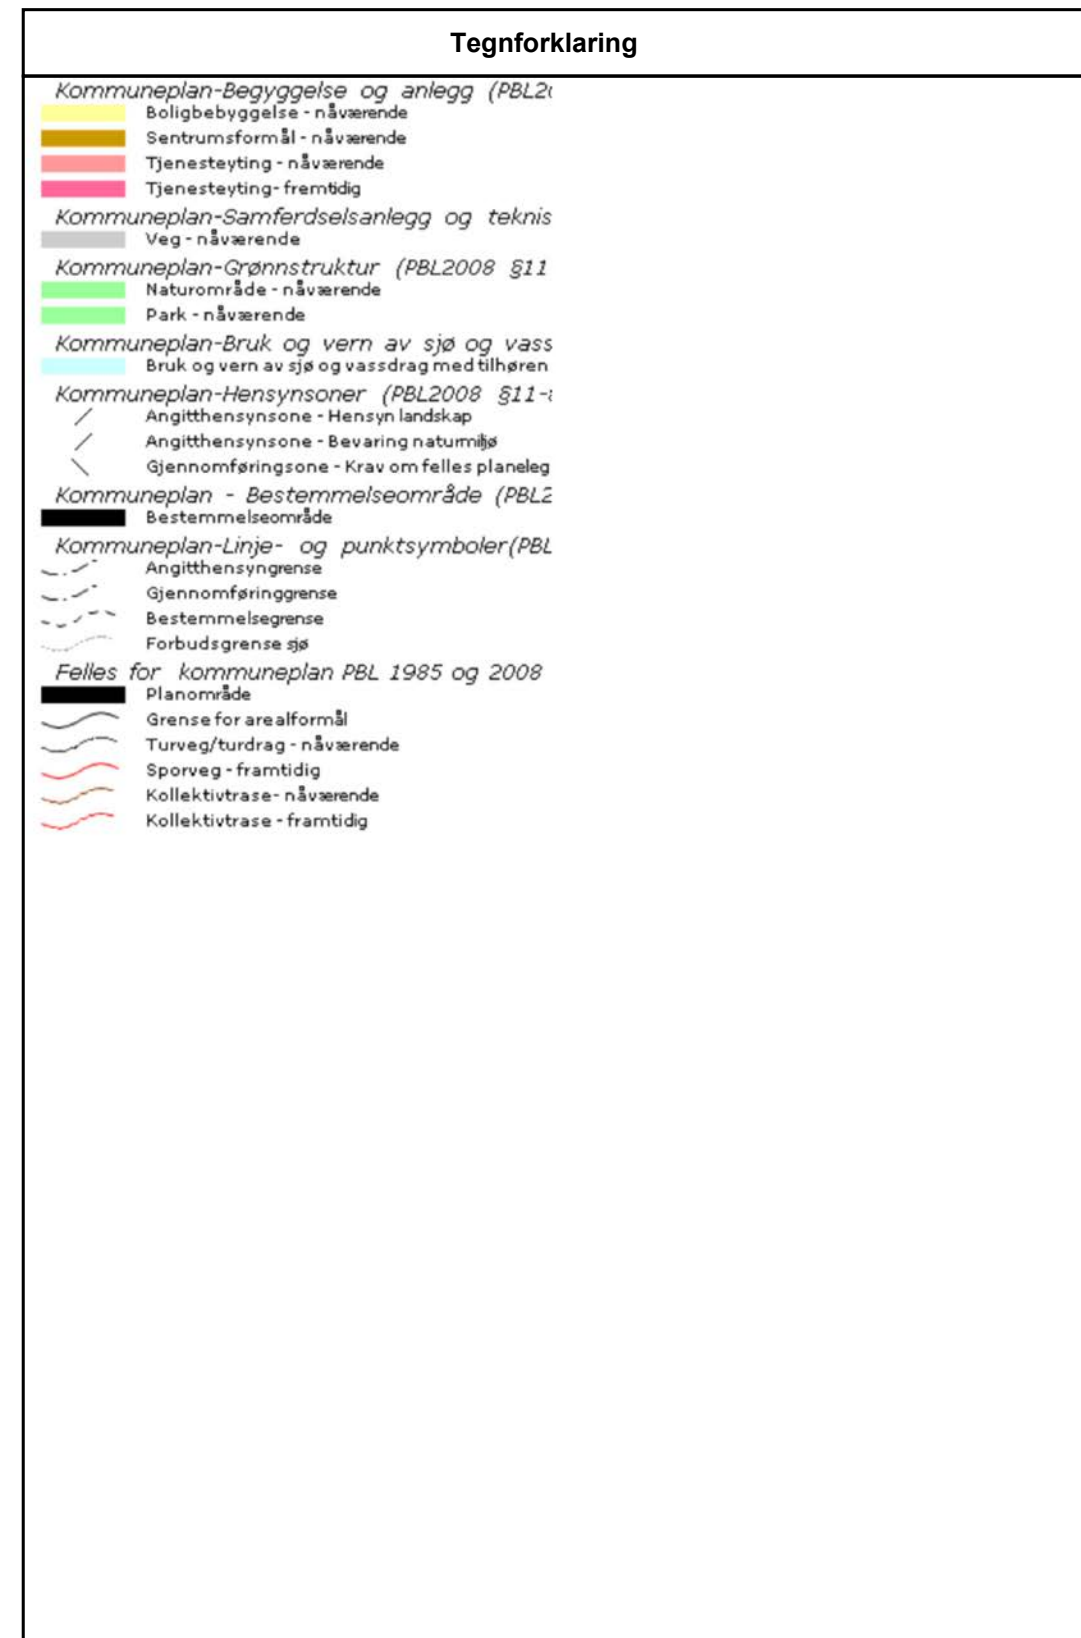 Tegnforklaring
Kommuneplan-Begyggelse og anlegg (PBL20
Boligbebyggelse - nåværende
Sentrumsformål - nåværende
Tjenesteyting - nåværende
Tjenesteyting - fremtidig
Kommuneplan-Samferdselsanlegg og teknis
Veg - nåværende
Kommuneplan-Grønnstruktur (PBL2008 §11
Naturområde - nåværende
Park - nåværende
Kommuneplan-Bruk og vern av sjø og vass
Bruk og vern av sjø og vassdrag med tilhøren
Kommuneplan-Hensynsoner (PBL2008 §11-
Angitthensynsone - Hensyn landskap
Angitthensynsone - Bevaring naturmiljø
Gjennomføringsone - Krav om felles planeleg
Kommuneplan - Bestemmelseområde (PBL2
Bestemmelseområde
Kommuneplan-Linje- og punktsymboler(PBL
Angitthensyngrense
Gjennomføringgrense
Bestemmelsegrense
Forbudsgrense sjø
Felles for kommuneplan PBL 1985 og 2008
Planområde
Grense for arealformål
Turveg/turdrag - nåværende
Sporveg - framtidig
Kollektivtrase - nåværende
Kollektivtrase - framtidig